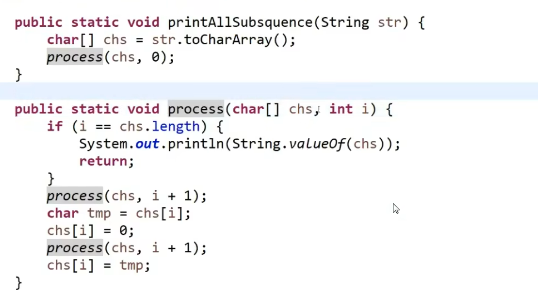 public static void printAllSubsquence(String str) {
    char[] chs = str.toCharArray();
    process(chs, 0);
}
public static void process(char[] chs, int i) {
    if (i == chs.length) {
        System.out.println(String.valueOf(chs));
        return;
    }
    process(chs, i + 1);
    char tmp = chs[i];
    chs[i] = 0;
    process(chs, i + 1);
    chs[i] = tmp;
}